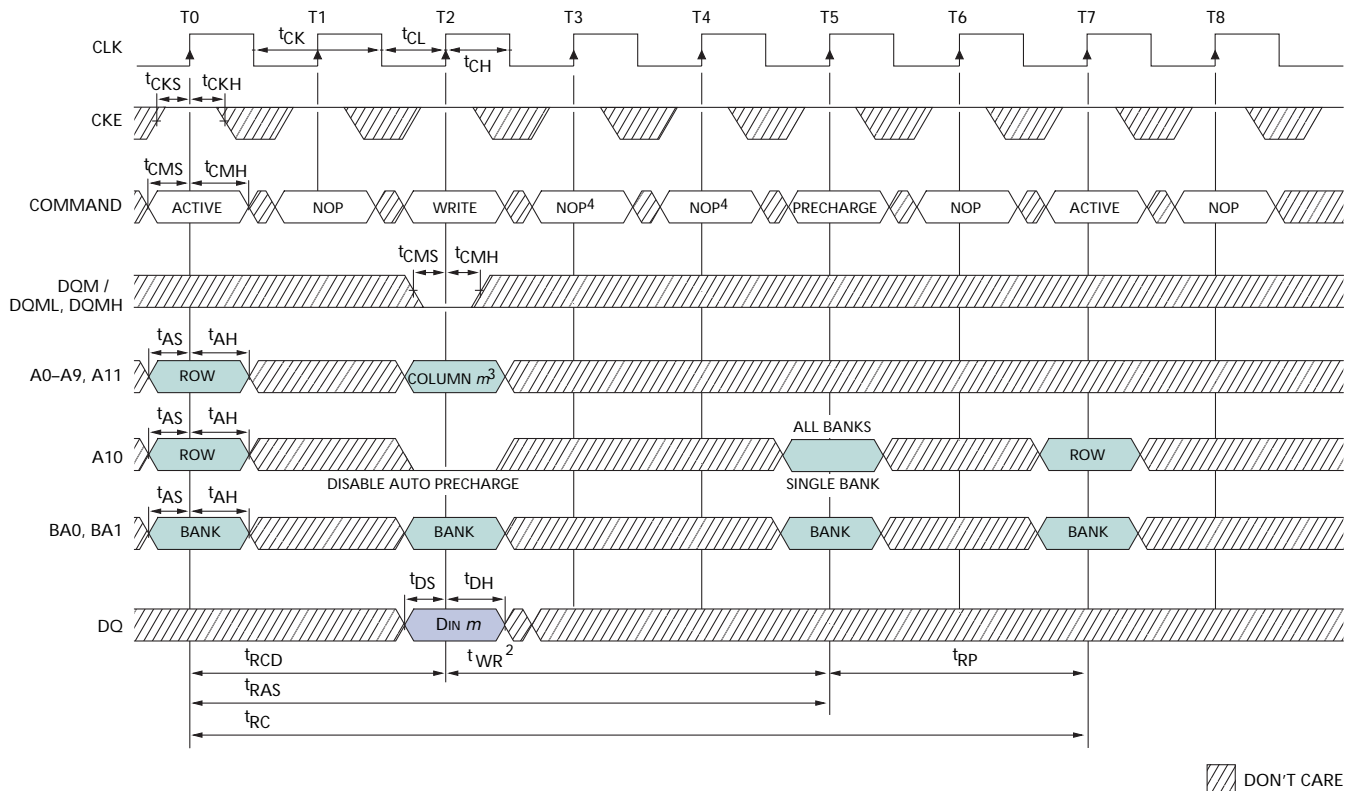 T0 T1 T2 T3 T4 T5 T6 T7 T8
CLK
tCK tCL
tCH
tCKS tCKH
CKE
tCMS tCMH
COMMAND ACTIVE NOP WRITE NOP4 NOP4 PRECHARGE NOP ACTIVE NOP
tCMS tCMH
DQM /
DQML, DQMH
tAS tAH
A0–A9, A11 ROW COLUMN m3
tAS tAH ALL BANKS
A10 ROW ROW
DISABLE AUTO PRECHARGE SINGLE BANK
tAS tAH
BA0, BA1 BANK BANK BANK BANK
tDS tDH
DQ DIN m
tRCD tWR2 tRP
tRAS
tRC
DON'T CARE